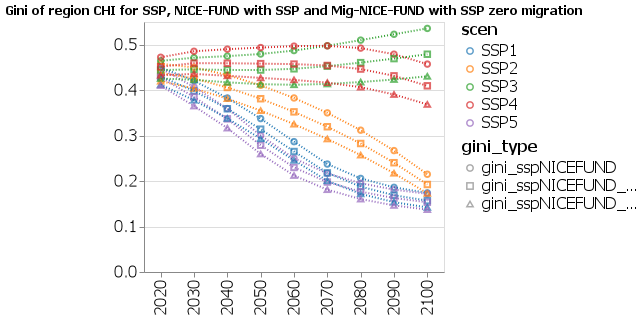 Gini of region CHI for SSP, NICE-FUND with SSP and Mig-NICE-FUND with SSP zero migration
scen
SSP1
SSP2
SSP3
SSP4
SSP5
gini_type
gini_sspNICEFUND
gini_sspNICEFUND_...
gini_sspNICEFUND_...
0.5
0.4
0.3
0.2
0.1
0.0
2020
2030
2040
2050
2060
2070
2080
2090
2100